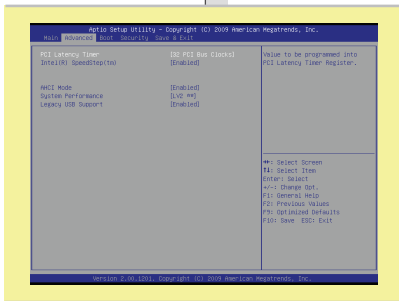 Aptio Setup Utility – Copyright (C) 2009 American Megatrends, Inc.
Main Advanced Boot Security Save & Exit
PCI Latency Timer [32 PCI Bus Clocks]
Intel(R) SpeedStep(tm) [Enabled]
AHCI Mode [Enabled]
System Performance [LV2 **]
Legacy USB Support [Enabled]
Value to be programmed into
PCI Latency Timer Register.
→←: Select Screen
↑↓: Select Item
Enter: Select
+/-: Change Opt.
F1: General Help
F2: Previous Values
F9: Optimized Defaults
F10: Save ESC: Exit
Version 2.00.1201. Copyright (C) 2009 American Megatrends, Inc.